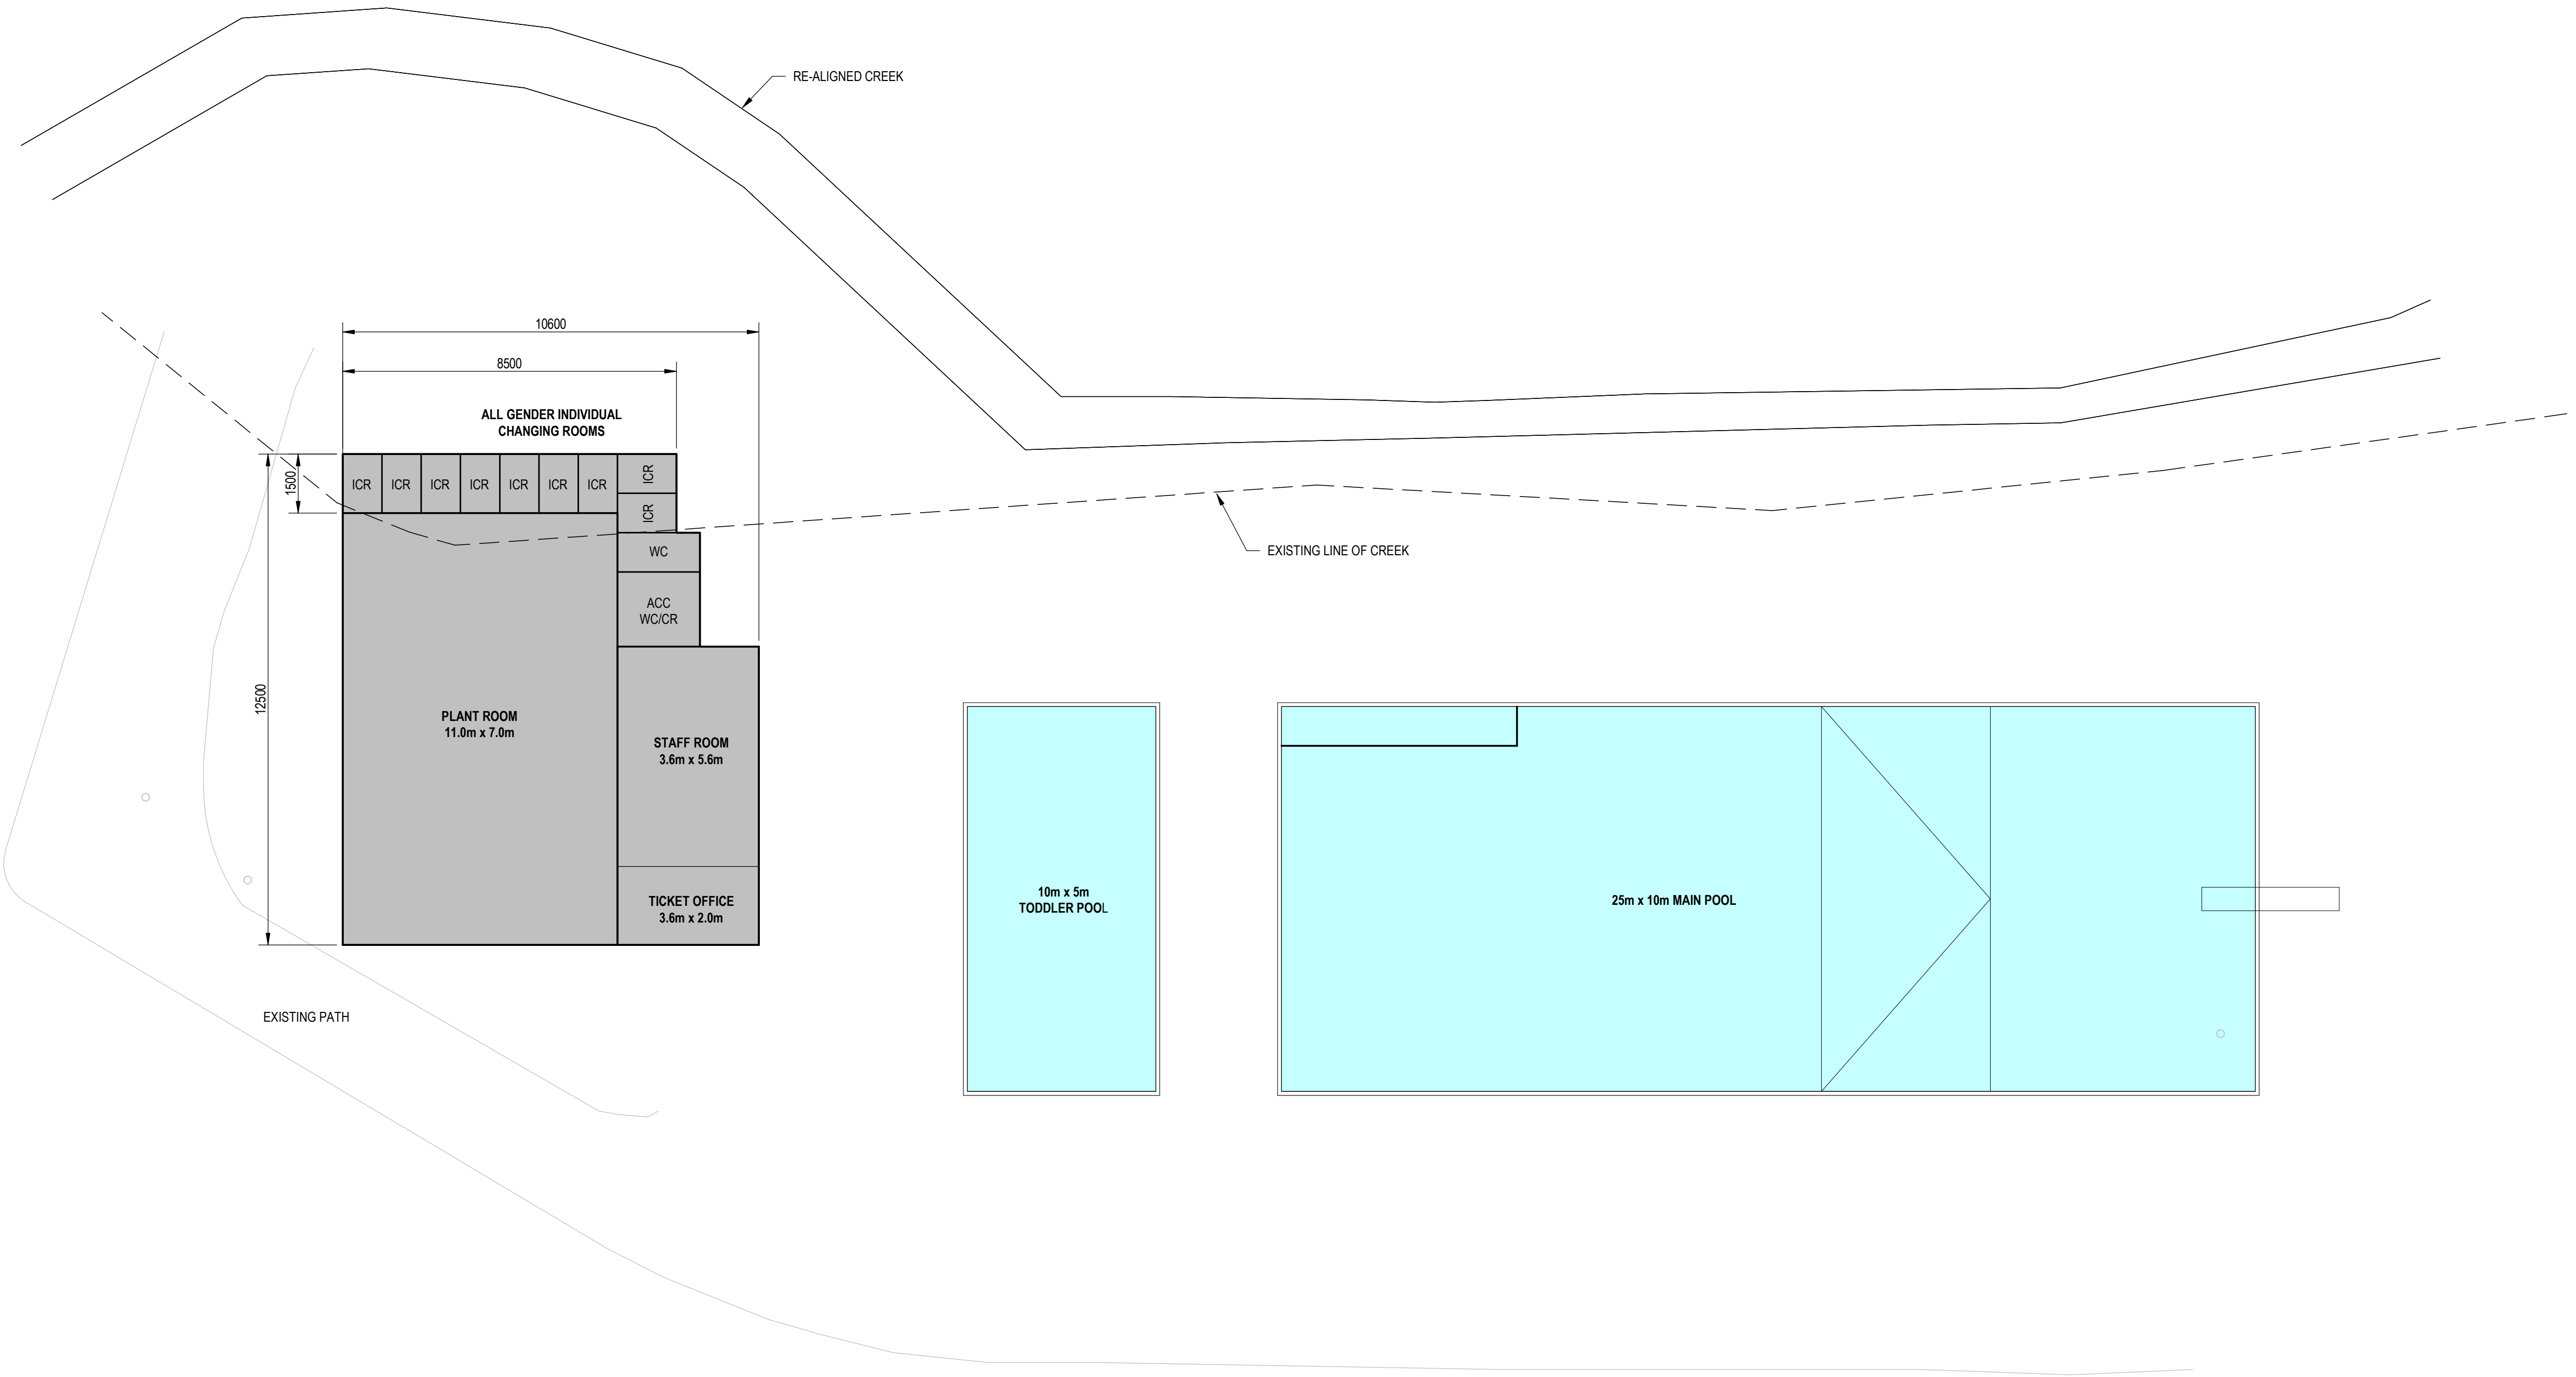 RE-ALIGNED CREEK
10600
8500
ALL GENDER INDIVIDUAL
CHANGING ROOMS
1500
ICR
ICR
ICR
ICR
ICR
ICR
ICR
ICR
ICR
WC
EXISTING LINE OF CREEK
ACC
WC/CR
12500
PLANT ROOM
11.0m x 7.0m
STAFF ROOM
3.6m x 5.6m
TICKET OFFICE
3.6m x 2.0m
10m x 5m
TODDLER POOL
25m x 10m MAIN POOL
EXISTING PATH